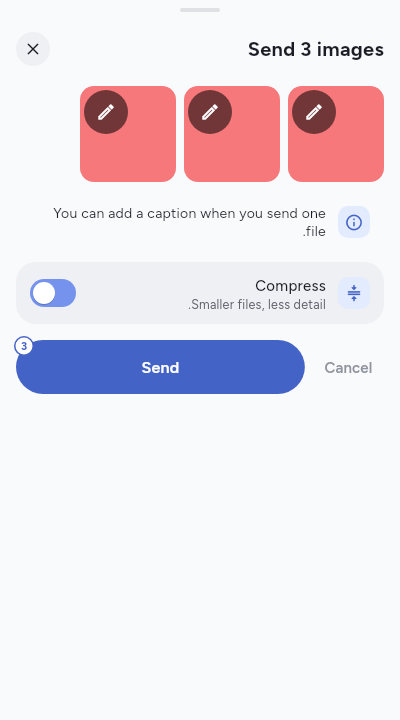 Send 3 images
You can add a caption when you send one
.file
Compress
.Smaller files, less detail
3
Send
Cancel